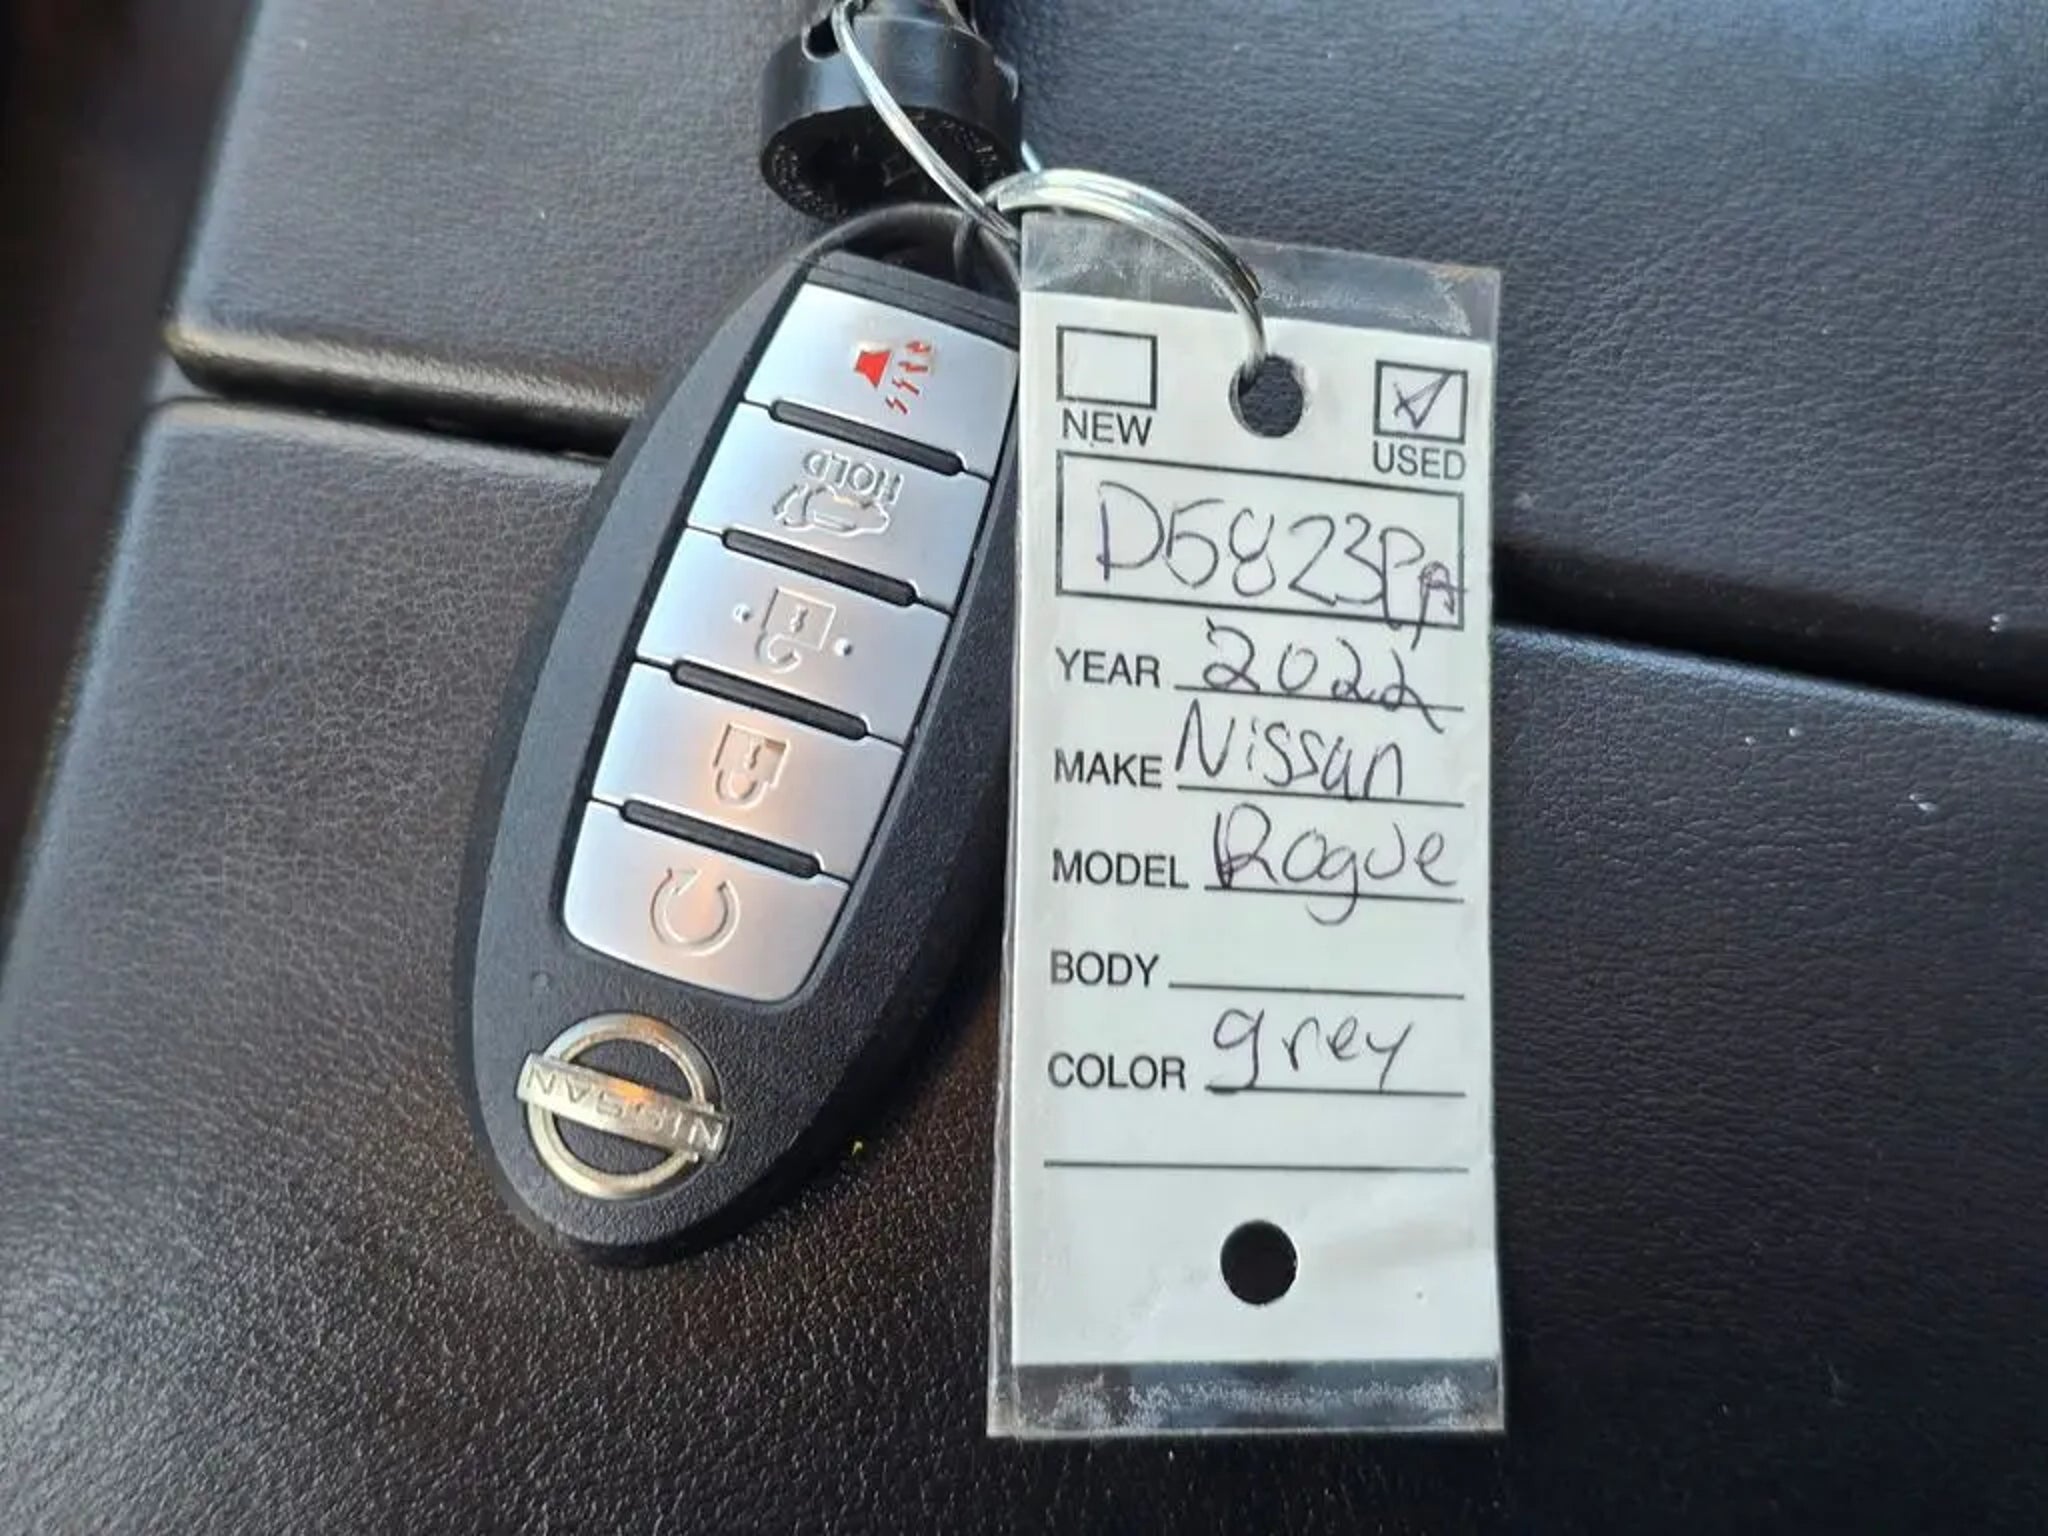 HOLD
NISSAN
NEW USED
D5823PA
YEAR 2022
MAKE Nissan
MODEL Rogue
BODY
COLOR grey